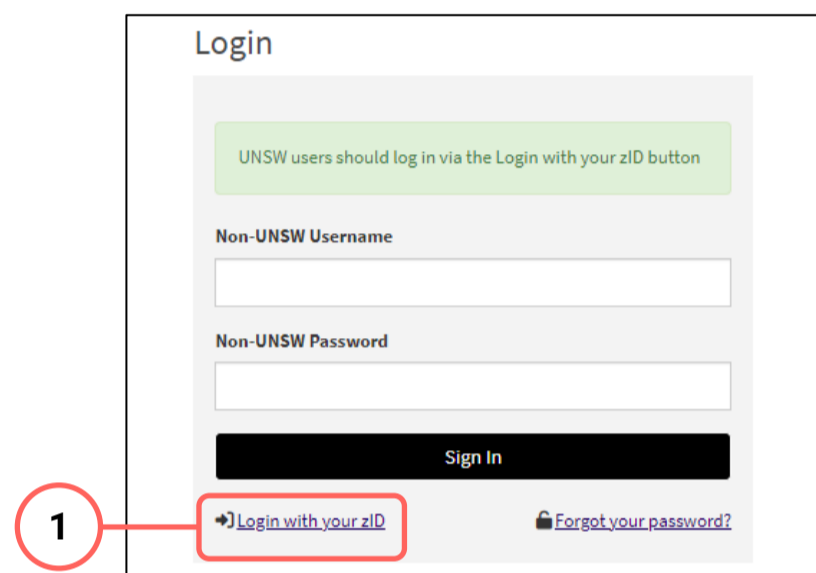 Login
UNSW users should log in via the Login with your zID button
Non-UNSW Username
Non-UNSW Password
Sign In
1
Login with your zID
Forgot your password?